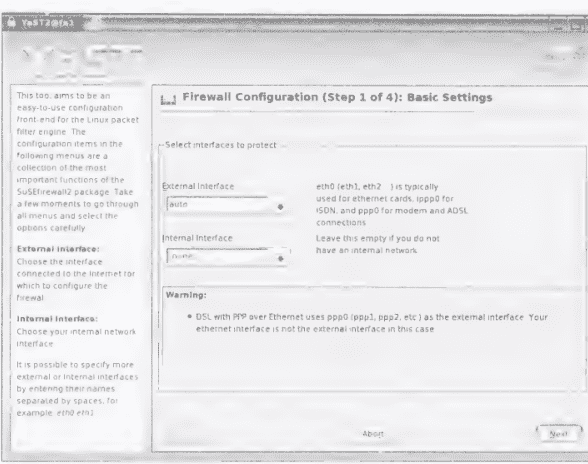 YaST2@fa3
YaST
This tool aims to be an
easy-to-use configuration
front-end for the Linux packet
filter engine. The
configuration items in the
following menus are a
collection of the most
important functions of the
SuSEfirewall2 package. Take
a few moments to go through
all menus and select the
options carefully
External Interface:
Choose the interface
connected to the Internet for
which to configure the
firewall
Internal Interface:
Choose your internal network
interface
It is possible to specify more
external or internal interfaces
by entering their names
separated by spaces, for
example, eth0 eth1
Firewall Configuration (Step 1 of 4): Basic Settings
Select interfaces to protect
External Interface
auto
eth0 (eth1, eth2 ) is typically
used for ethernet cards, ippp0 for
ISDN, and ppp0 for modem and ADSL
connections
Internal Interface
none
Leave this empty if you do not
have an internal network
Warning:
• DSL with PPP over Ethernet uses ppp0 (ppp1, ppp2, etc ) as the external interface. Your
ethernet interface is not the external interface in this case
Abort
Next